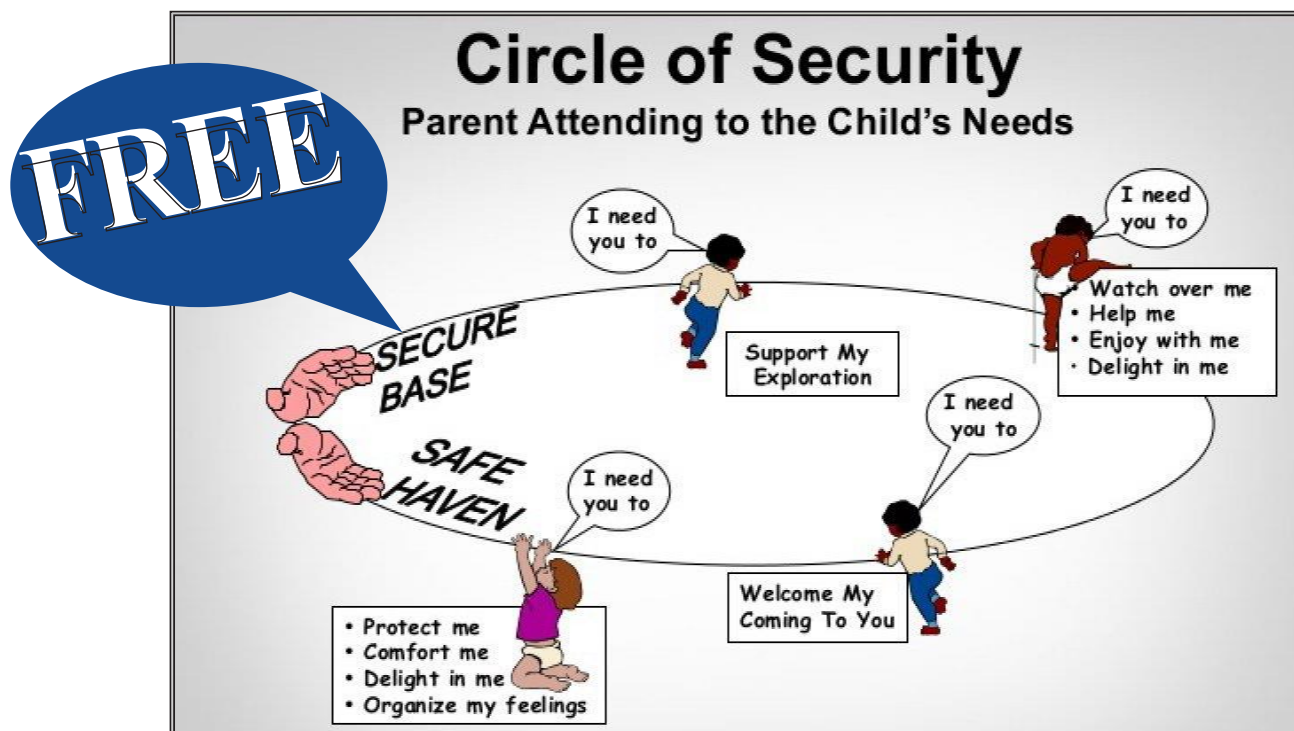 Circle of Security
Parent Attending to the Child's Needs
FREE
I need
you to
Support My
Exploration
I need
you to
• Watch over me
• Help me
• Enjoy with me
· Delight in me
SECURE
BASE
SAFE
HAVEN
I need
you to
Welcome My
Coming To You
I need
you to
• Protect me
• Comfort me
• Delight in me
• Organize my feelings